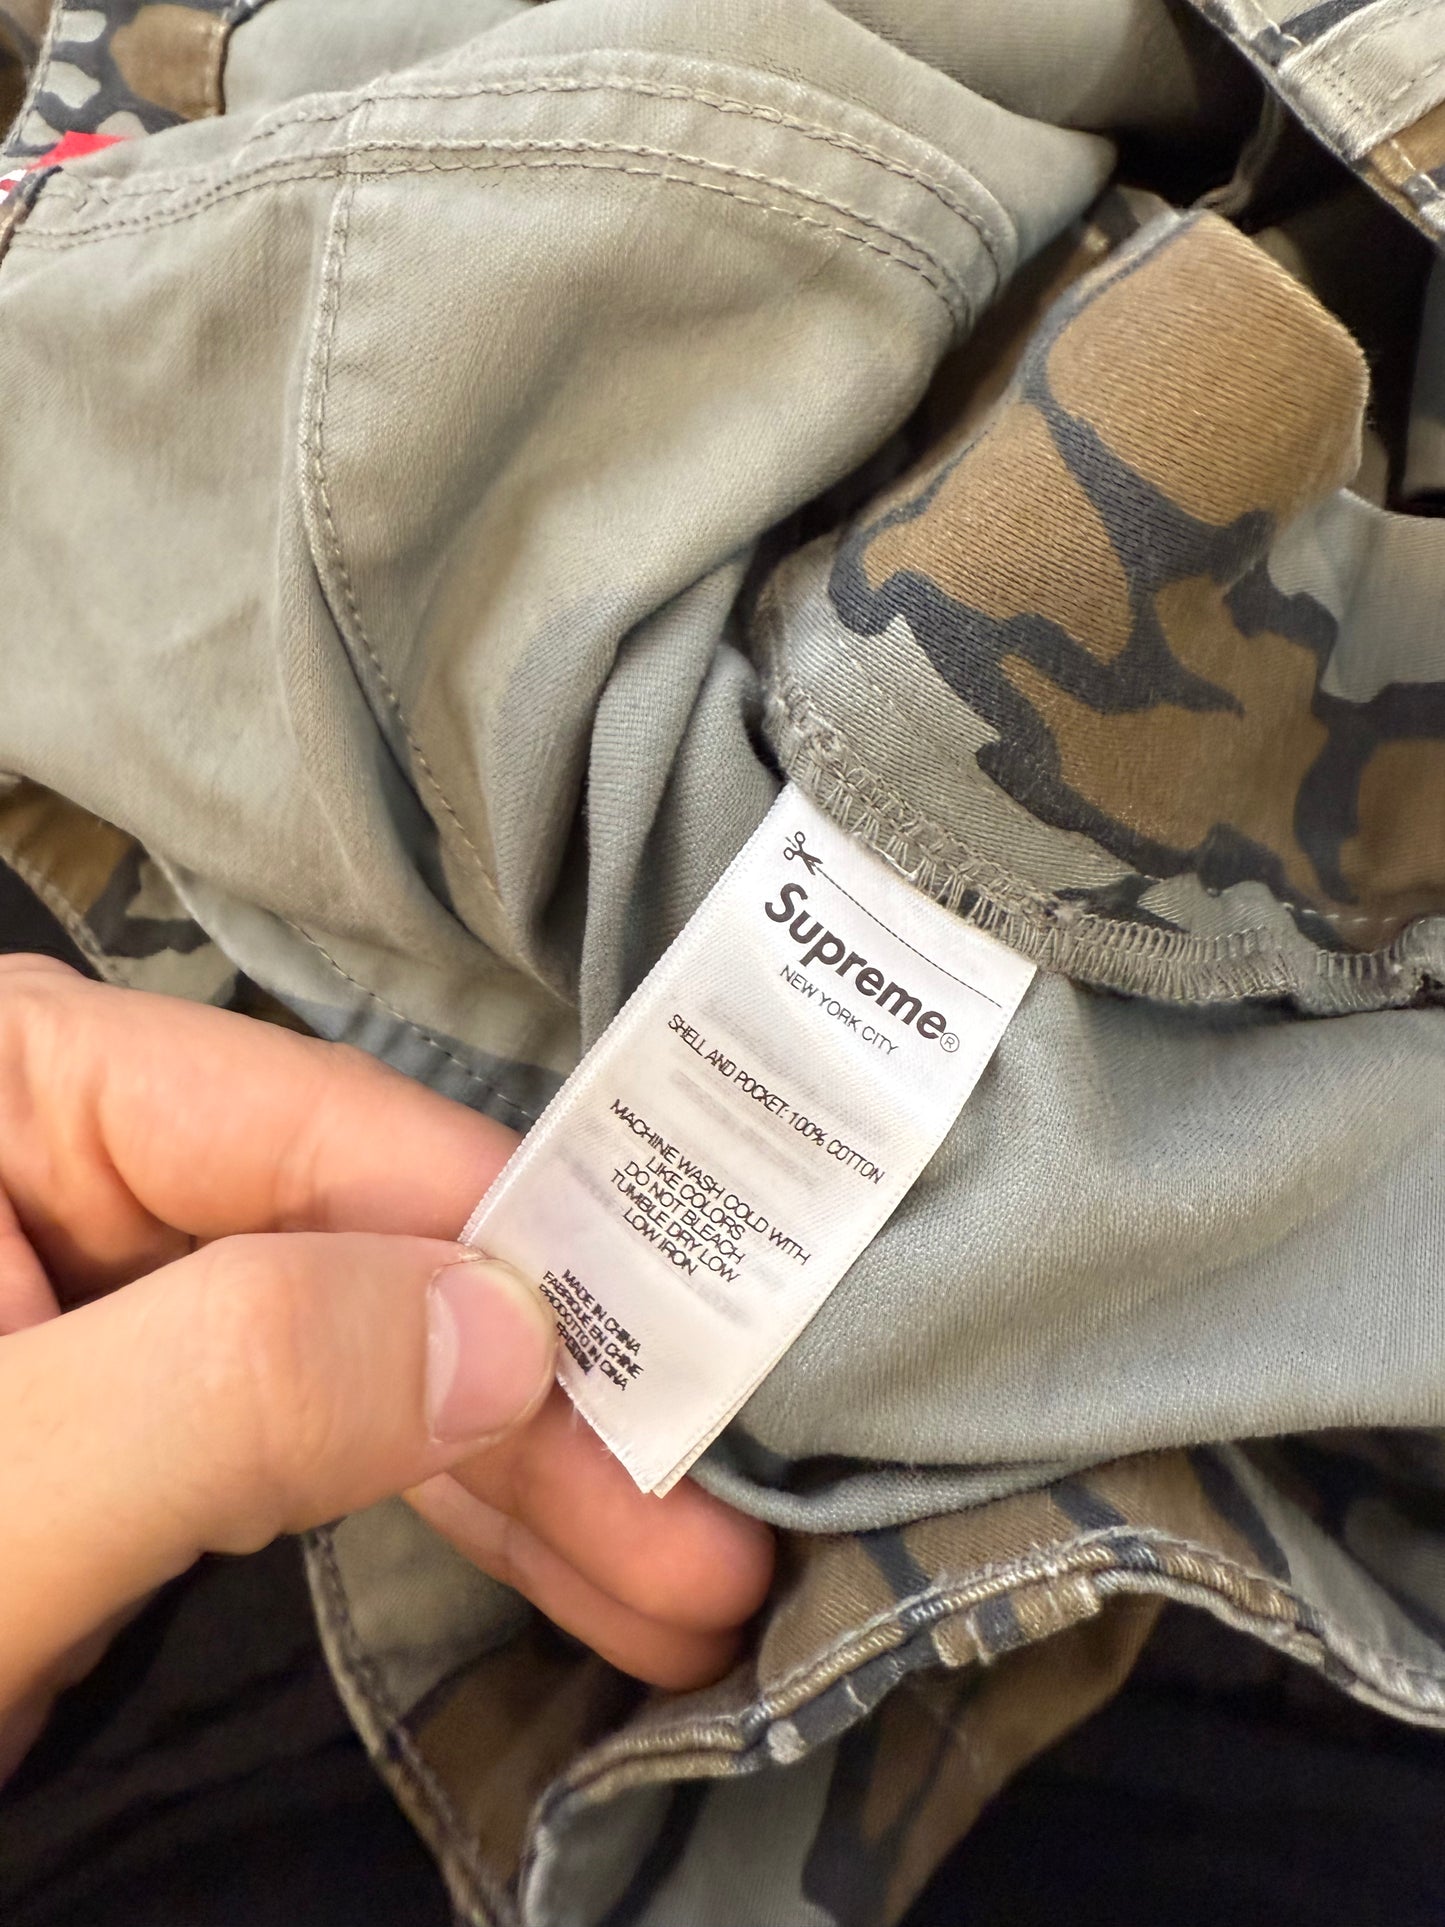 Supreme®
NEW YORK CITY
SHELL AND POCKET: 100% COTTON
MACHINE WASH COLD WITH
LIKE COLORS
DO NOT BLEACH
TUMBLE DRY LOW
LOW IRON
MADE IN CHINA
FABRIQUE EN CHINE
PRODOTTO IN CINA